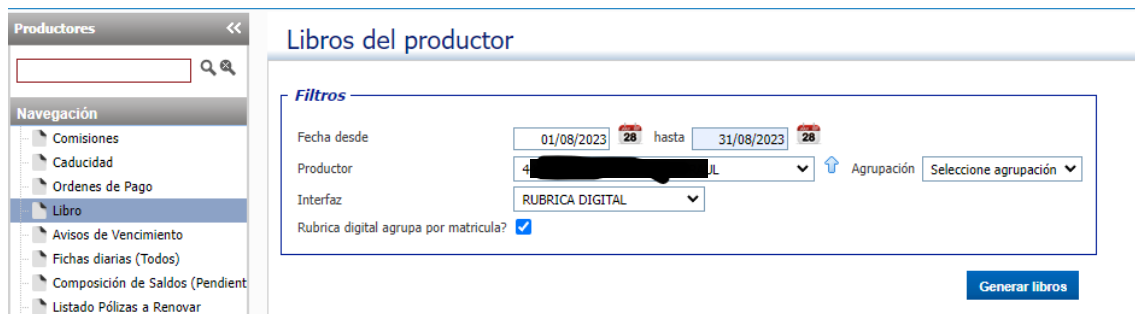 Productores
Navegación
Comisiones
Caducidad
Ordenes de Pago
Libro
Avisos de Vencimiento
Fichas diarias (Todos)
Composición de Saldos (Pendient
Listado Pólizas a Renovar
Libros del productor
Filtros
Fecha desde 01/08/2023 28 hasta 31/08/2023 28
Productor 4 UL Agrupación Seleccione agrupación
Interfaz RUBRICA DIGITAL
Rubrica digital agrupa por matricula?
Generar libros